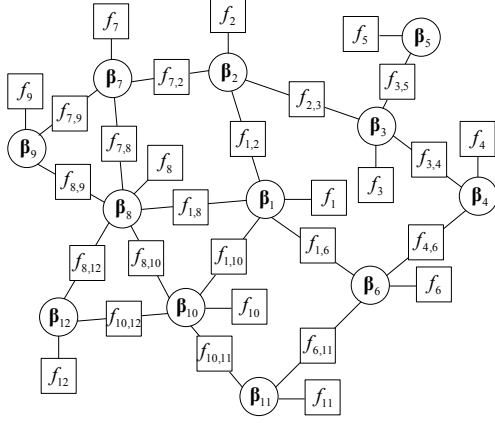 f₇
f₂
f₅
β₅
β₇
f₇,₂
β₂
f₉
f₃,₅
f₂,₃
f₇,₉
β₃
f₇,₈
f₁,₂
f₄
β₉
f₈
f₃,₄
f₈,₉
f₃
β₄
β₈
f₁,₈
β₁
f₁
f₁,₆
f₄,₆
f₈,₁₂
f₈,₁₀
f₁,₁₀
β₆
f₆
β₁₂
f₁₀,₁₂
β₁₀
f₁₀
f₆,₁₁
f₁₀,₁₁
f₁₂
β₁₁
f₁₁